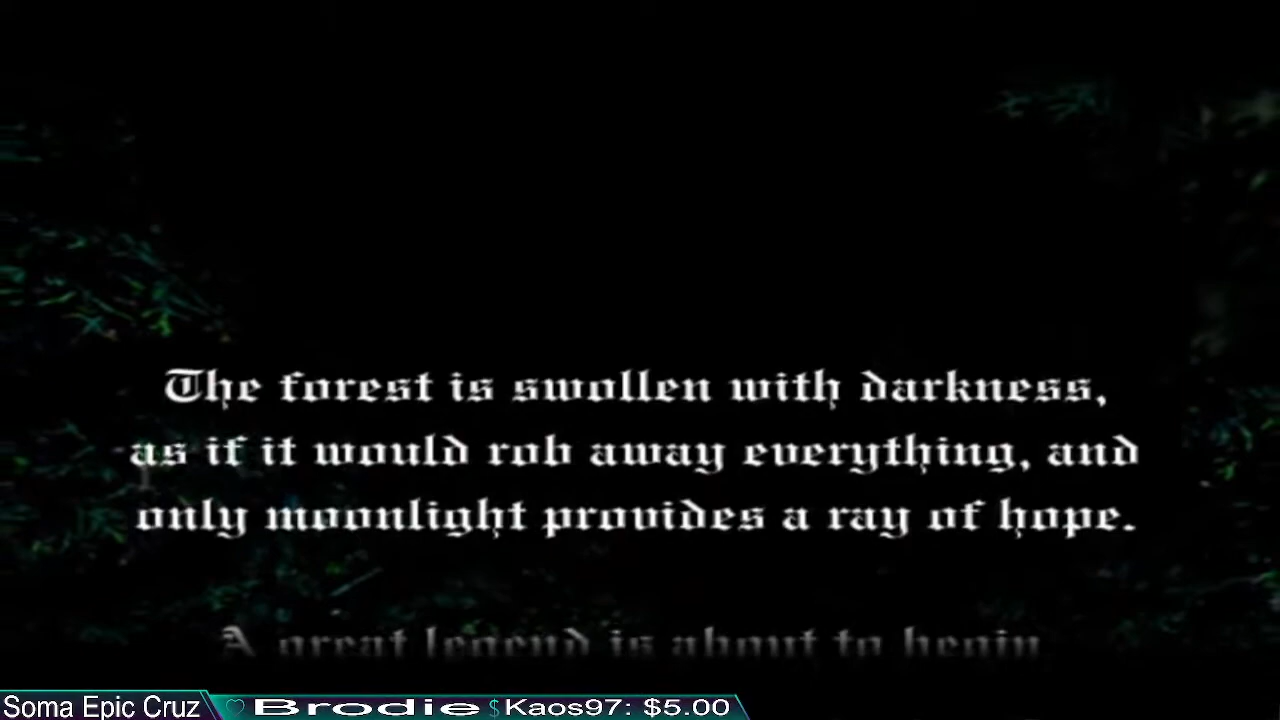 The forest is swollen with darkness,
as if it would rob away everything, and
only moonlight provides a ray of hope.
A great legend is about to begin
Soma Epic Cruz ♡ Brodie $ Kaos97: $5.00